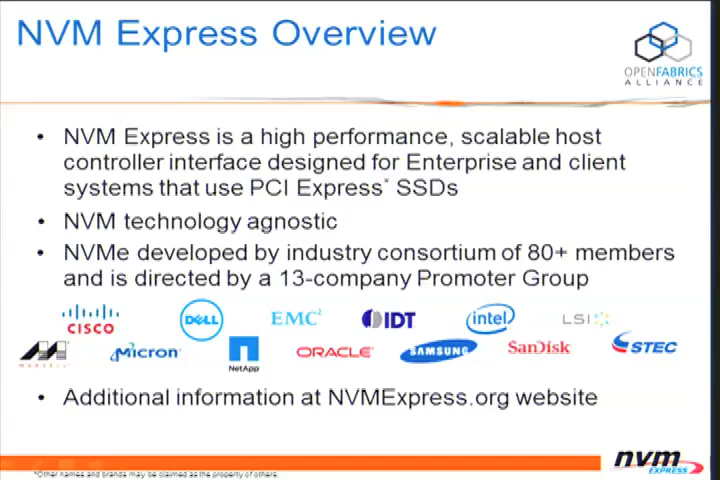 NVM Express Overview
OPENFABRICS
ALLIANCE
• NVM Express is a high performance, scalable host
controller interface designed for Enterprise and client
systems that use PCI Express* SSDs
• NVM technology agnostic
• NVMe developed by industry consortium of 80+ members
and is directed by a 13-company Promoter Group
CISCO DELL EMC² IDT intel LSI
MARVELL Micron NetApp ORACLE SAMSUNG SanDisk STEC
• Additional information at NVMExpress.org website
nvm
EXPRESS
*Other names and brands may be claimed as the property of others.